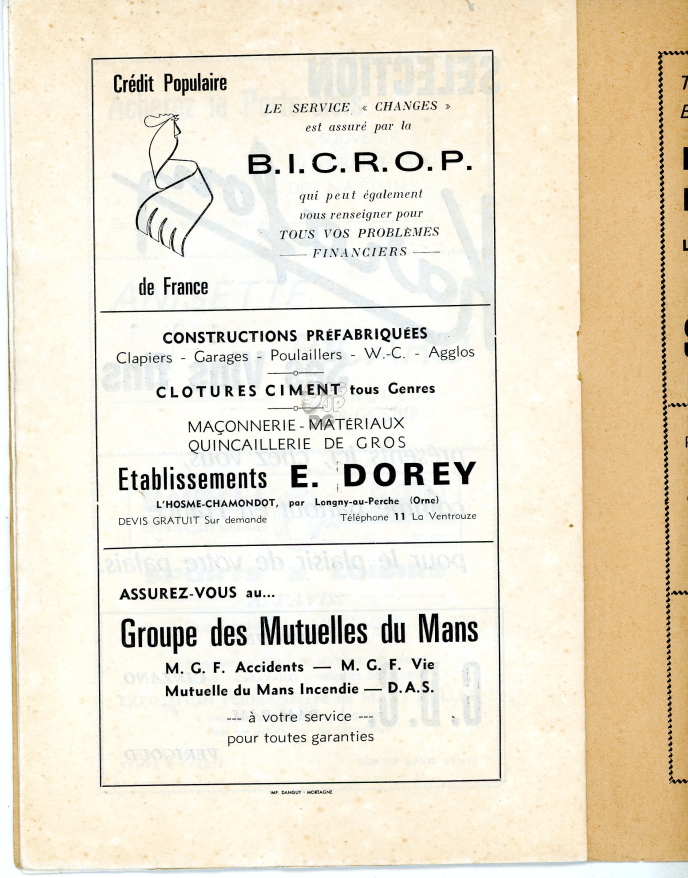 Crédit Populaire
LE SERVICE « CHANGES »
est assuré par la
B.I.C.R.O.P.
qui peut également
vous renseigner pour
TOUS VOS PROBLÈMES
FINANCIERS
de France
CONSTRUCTIONS PRÉFABRIQUÉES
Clapiers - Garages - Poulaillers - W.-C. - Agglos
CLOTURES CIMENT tous Genres
MAÇONNERIE - MATÉRIAUX
QUINCAILLERIE DE GROS
Etablissements E. DOREY
L'HOSME-CHAMONDOT, par Longny-au-Perche (Orne)
DEVIS GRATUIT Sur demande Téléphone 11 La Ventrouze
ASSUREZ-VOUS au...
Groupe des Mutuelles du Mans
M. G. F. Accidents — M. G. F. Vie
Mutuelle du Mans Incendie — D.A.S.
--- à votre service ---
pour toutes garanties
IMP. DANGUY - MORTAGNE